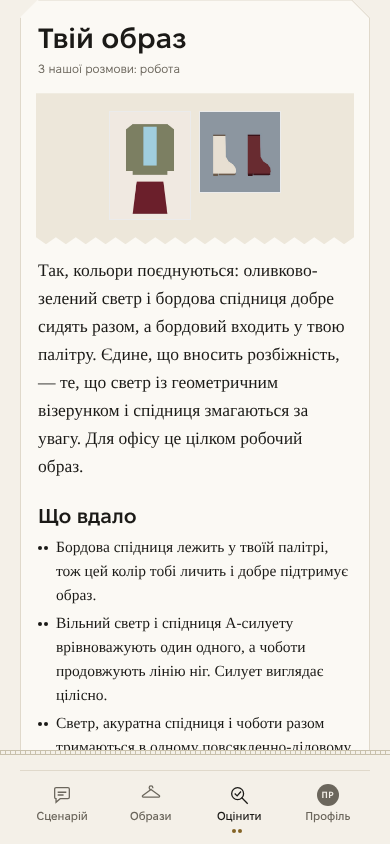 Твій образ
З нашої розмови: робота
Так, кольори поєднуються: оливково-
зелений светр і бордова спідниця добре
сидять разом, а бордовий входить у твою
палітру. Єдине, що вносить розбіжність,
— те, що светр із геометричним
візерунком і спідниця змагаються за
увагу. Для офісу це цілком робочий
образ.
Що вдало
Бордова спідниця лежить у твоїй палітрі,
тож цей колір тобі личить і добре підтримує
образ.
Вільний светр і спідниця А-силуету
врівноважують один одного, а чоботи
продовжують лінію ніг. Силует виглядає
цілісно.
Светр, акуратна спідниця і чоботи разом
тримаються в одному повсякденно-діловому
Сценарій
Образи
Оцінити
ПР
Профіль